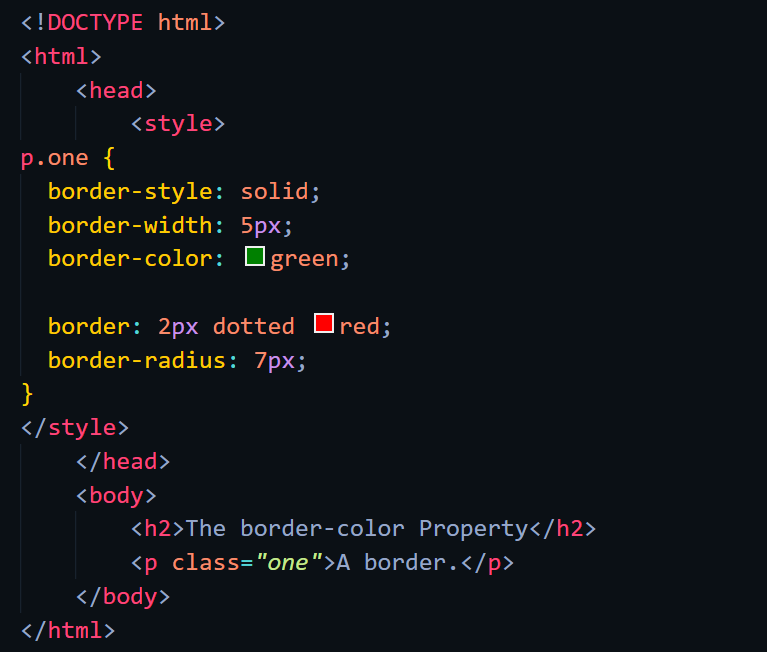 <!DOCTYPE html>
<html>
    <head>
        <style>
p.one {
  border-style: solid;
  border-width: 5px;
  border-color: green;

  border: 2px dotted red;
  border-radius: 7px;
}
</style>
    </head>
    <body>
        <h2>The border-color Property</h2>
        <p class="one">A border.</p>
    </body>
</html>